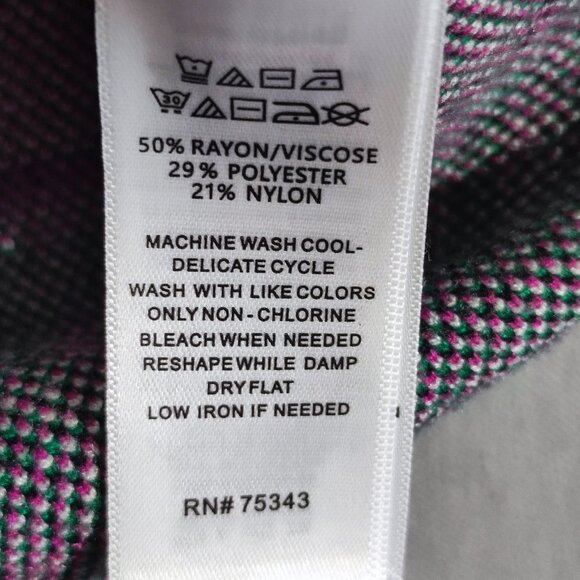 30
50% RAYON/VISCOSE
29% POLYESTER
21% NYLON
MACHINE WASH COOL-
DELICATE CYCLE
WASH WITH LIKE COLORS
ONLY NON-CHLORINE
BLEACH WHEN NEEDED
RESHAPE WHILE DAMP
DRY FLAT
LOW IRON IF NEEDED
RN# 75343